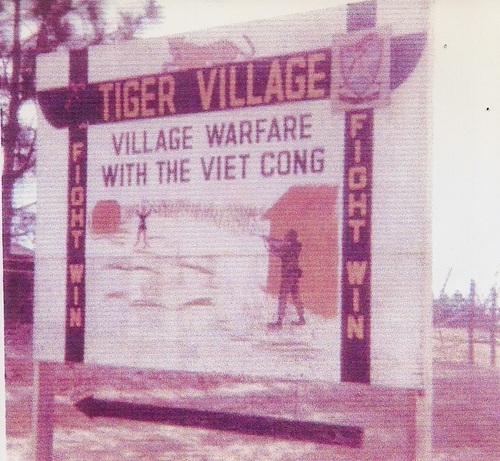 TIGER VILLAGE
VILLAGE WARFARE
WITH THE VIET CONG
FIGHT WIN
FIGHT WIN